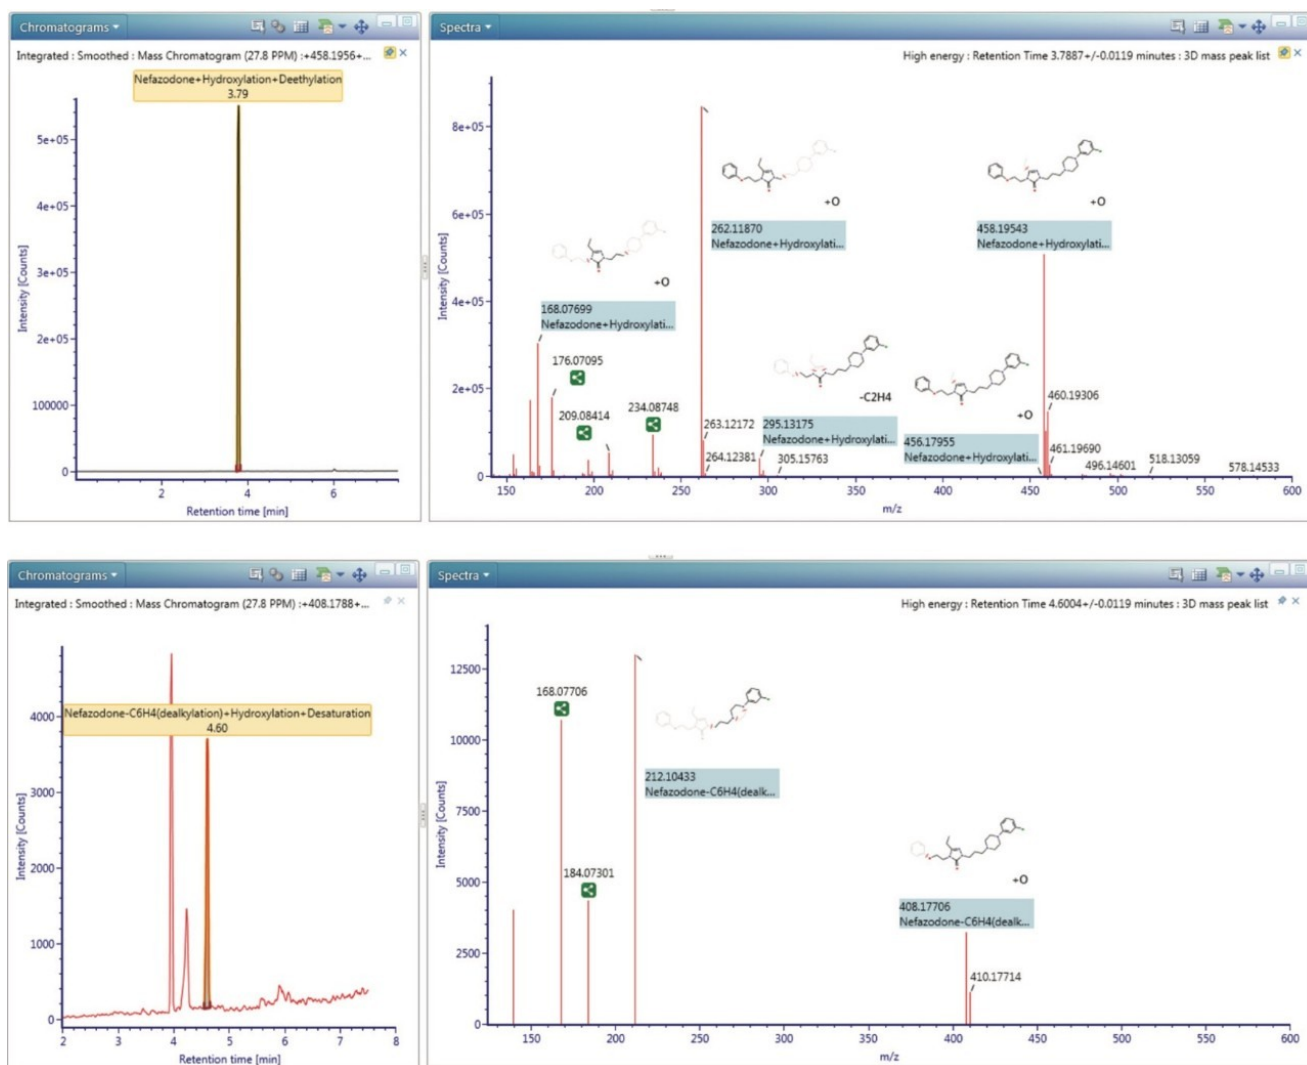 Chromatograms
Integrated : Smoothed : Mass Chromatogram (27.8 PPM) :+458.1956+...
Nefazodone+Hydroxylation+Deethylation
3.79
Intensity [Counts]
5e+05
4e+05
3e+05
2e+05
100000
0
2
4
6
Retention time [min]
Spectra
High energy : Retention Time 3.7887+/-0.0119 minutes : 3D mass peak list
Intensity [Counts]
8e+05
6e+05
4e+05
2e+05
0
+O
262.11870
Nefazodone+Hydroxylati...
+O
458.19543
Nefazodone+Hydroxylati...
+O
168.07699
Nefazodone+Hydroxylati...
176.07095
209.08414
234.08748
263.12172
264.12381
-C2H4
295.13175
Nefazodone+Hydroxylati...
305.15763
+O
456.17955
Nefazodone+Hydroxylati...
460.19306
461.19690
496.14601
518.13059
578.14533
150
200
250
300
350
400
450
500
550
600
m/z
Chromatograms
Integrated : Smoothed : Mass Chromatogram (27.8 PPM) :+408.1788+...
Nefazodone-C6H4(dealkylation)+Hydroxylation+Desaturation
4.60
Intensity [Counts]
4000
3000
2000
1000
0
2
3
4
5
6
7
8
Retention time [min]
Spectra
High energy : Retention Time 4.6004+/-0.0119 minutes : 3D mass peak list
Intensity [Counts]
12500
10000
7500
5000
2500
0
168.07706
184.07301
212.10433
Nefazodone-C6H4(dealk...
+O
408.17706
Nefazodone-C6H4(dealk...
410.17714
150
200
250
300
350
400
450
500
550
600
m/z